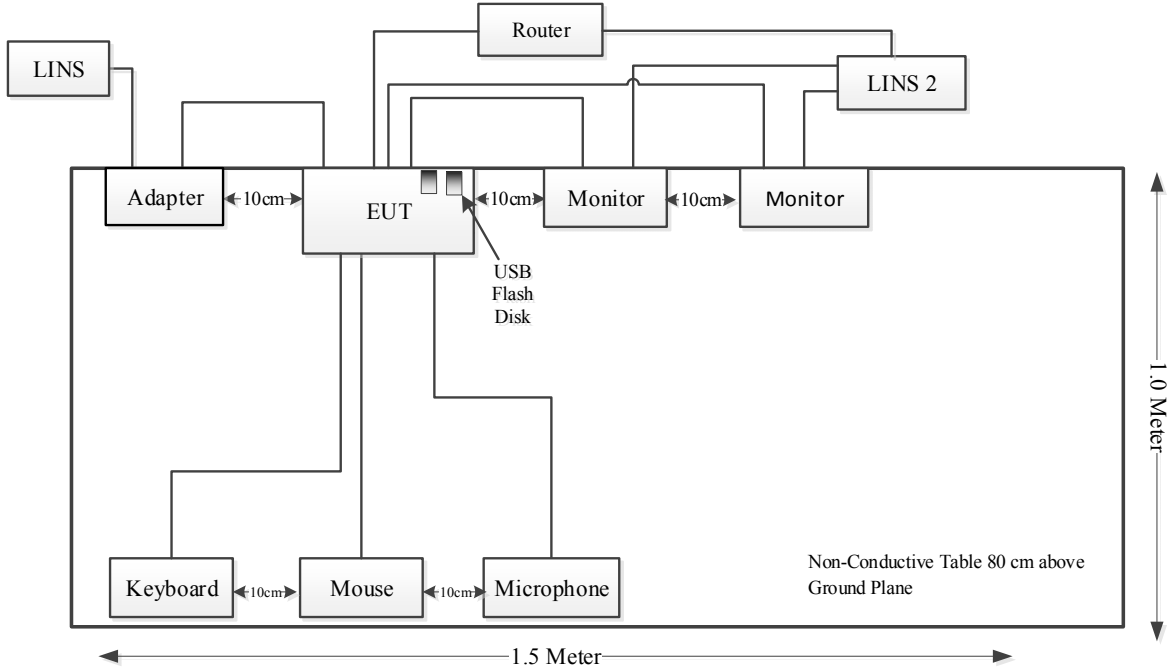 Router
LINS
LINS 2
Adapter
10cm
EUT
10cm
Monitor
10cm
Monitor
USB
Flash
Disk
1.0 Meter
Keyboard
10cm
Mouse
10cm
Microphone
Non-Conductive Table 80 cm above
Ground Plane
1.5 Meter